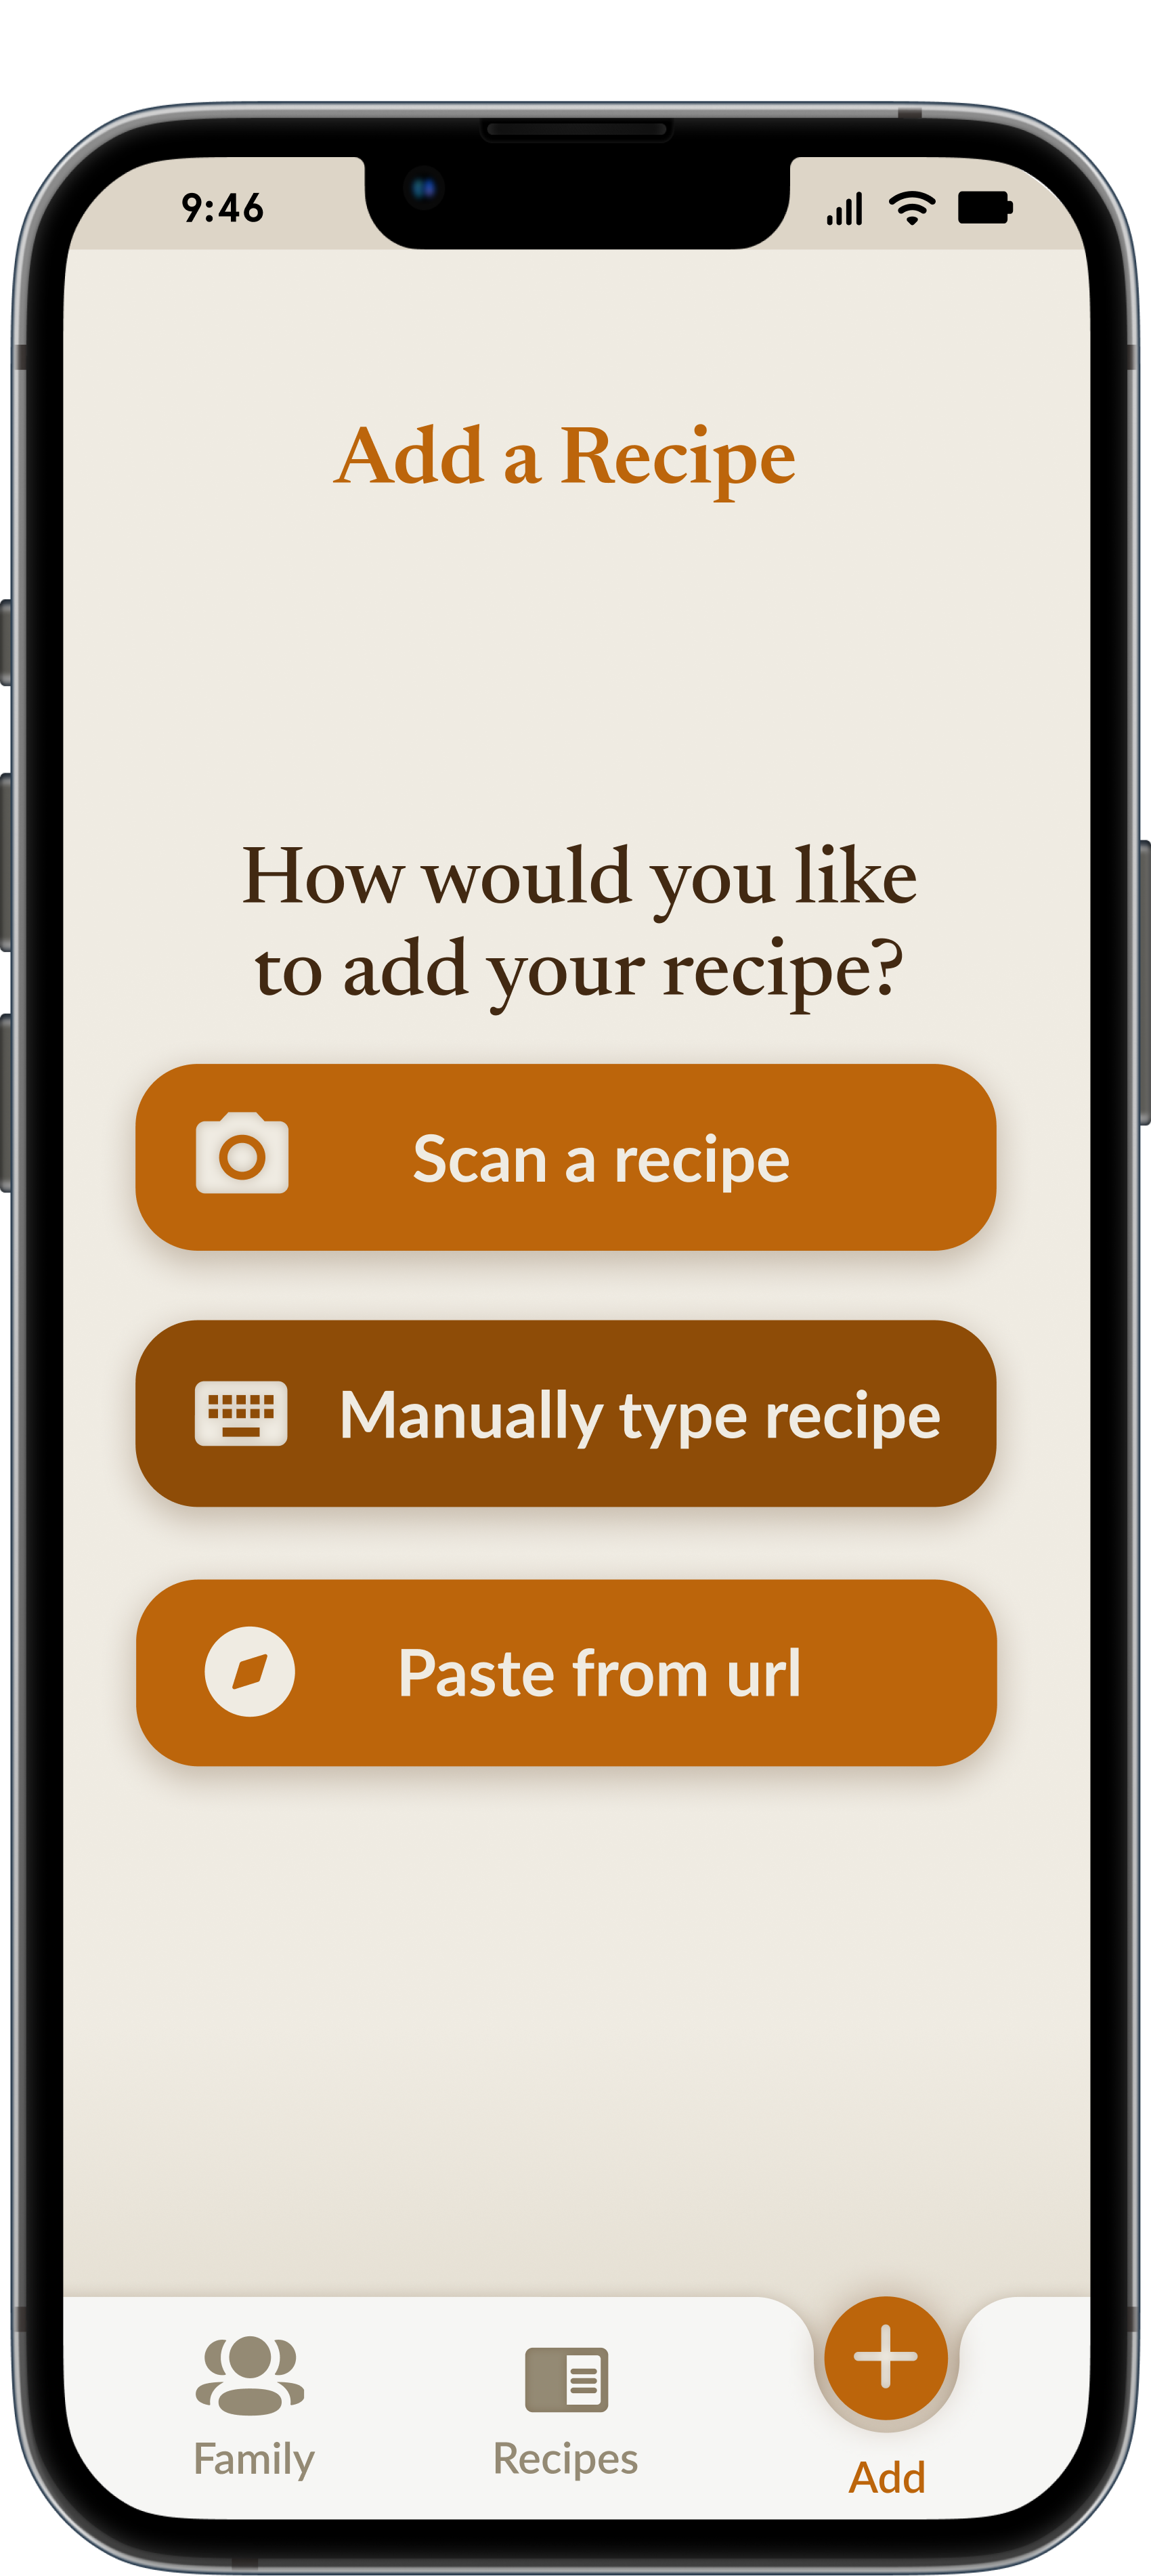 9:46
Add a Recipe
How would you like
to add your recipe?
Scan a recipe
Manually type recipe
Paste from url
Family
Recipes
Add